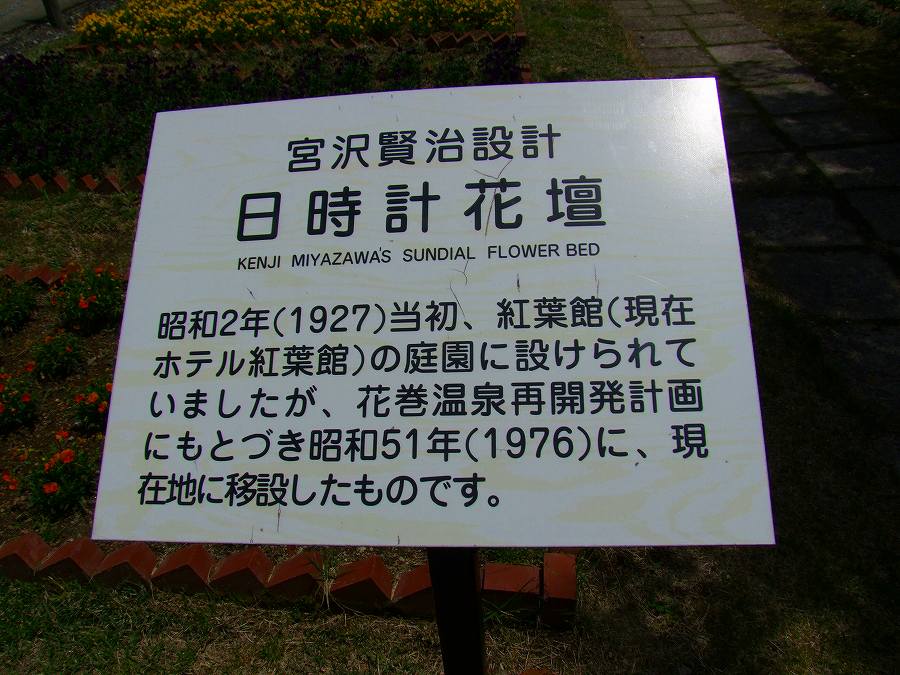 宮沢賢治設計
日時計花壇
KENJI MIYAZAWA'S SUNDIAL FLOWER BED
昭和2年(1927)当初、紅葉館(現在
ホテル紅葉館)の庭園に設けられて
いましたが、花巻温泉再開発計画
にもとづき昭和51年(1976)に、現
在地に移設したものです。